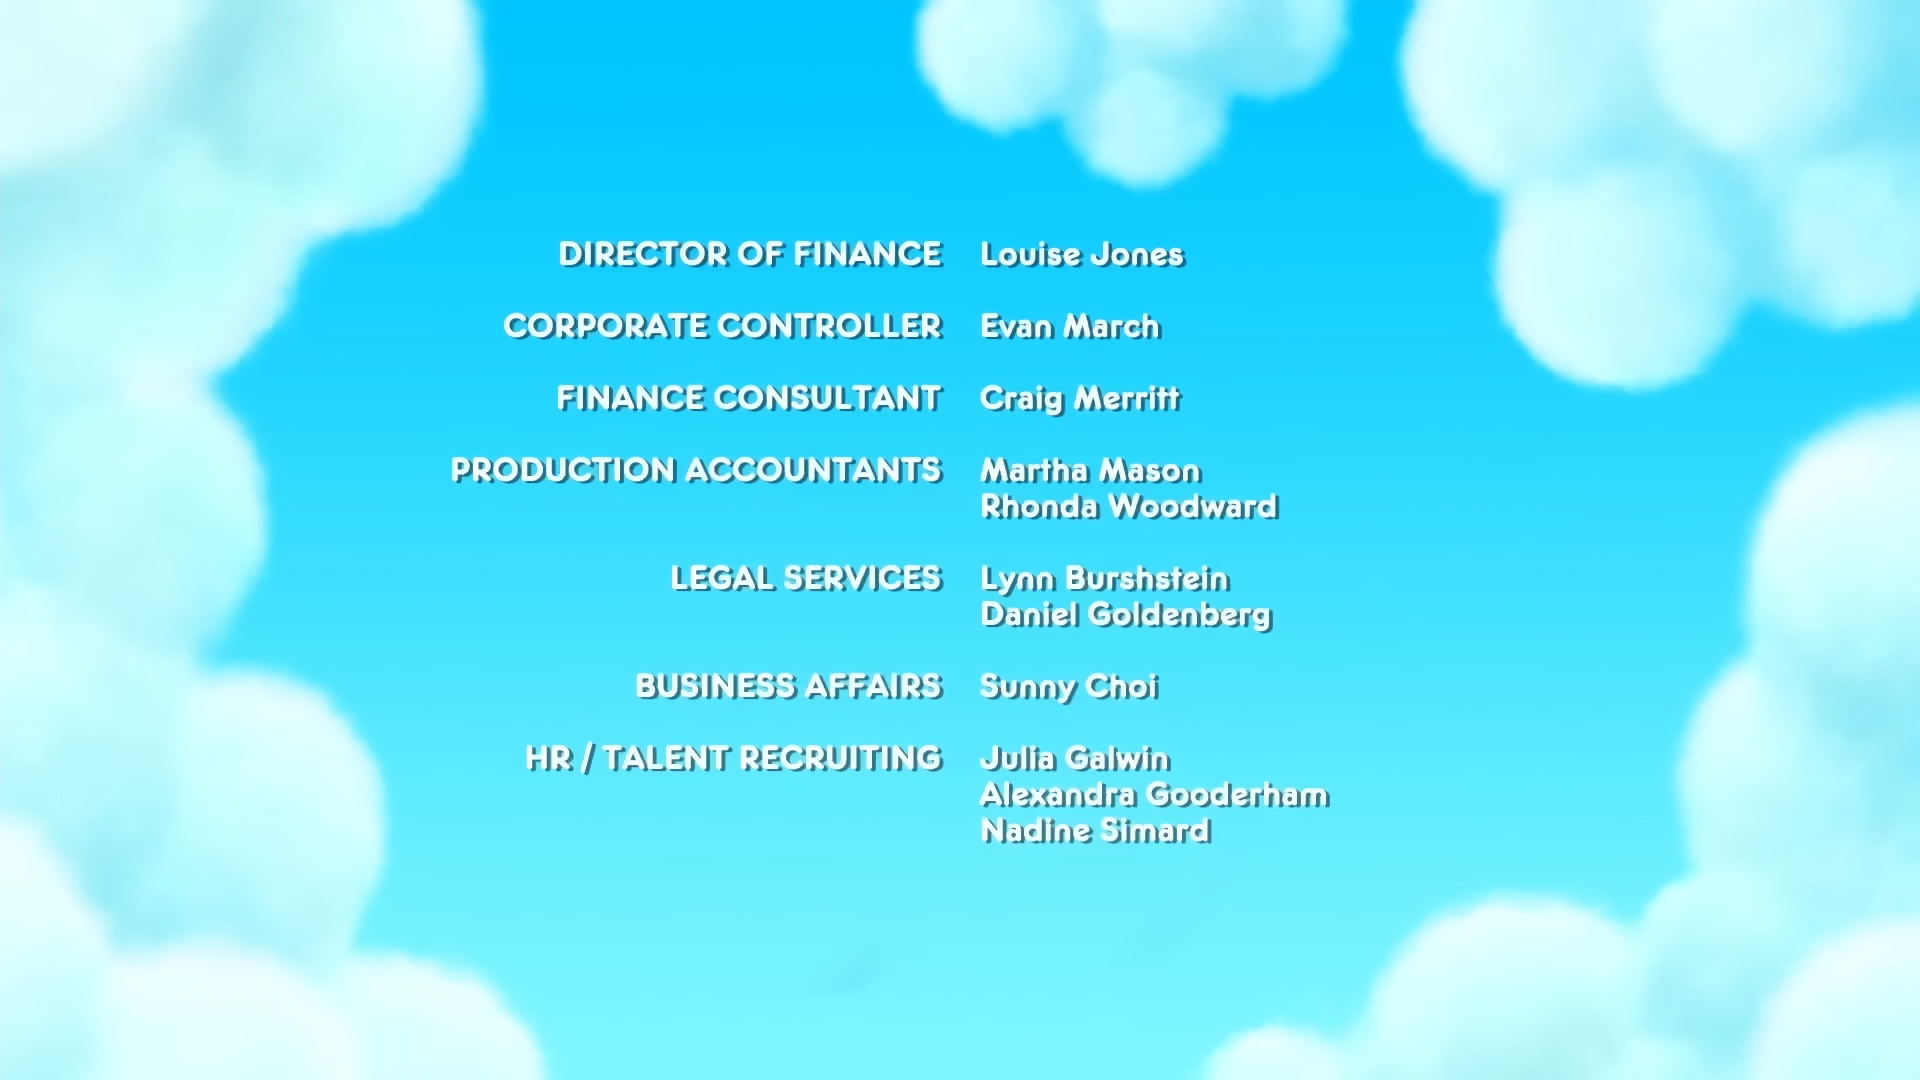 DIRECTOR OF FINANCE Louise Jones
CORPORATE CONTROLLER Evan March
FINANCE CONSULTANT Craig Merritt
PRODUCTION ACCOUNTANTS Martha Mason
Rhonda Woodward
LEGAL SERVICES Lynn Burshstein
Daniel Goldenberg
BUSINESS AFFAIRS Sunny Choi
HR / TALENT RECRUITING Julia Galwin
Alexandra Gooderham
Nadine Simard